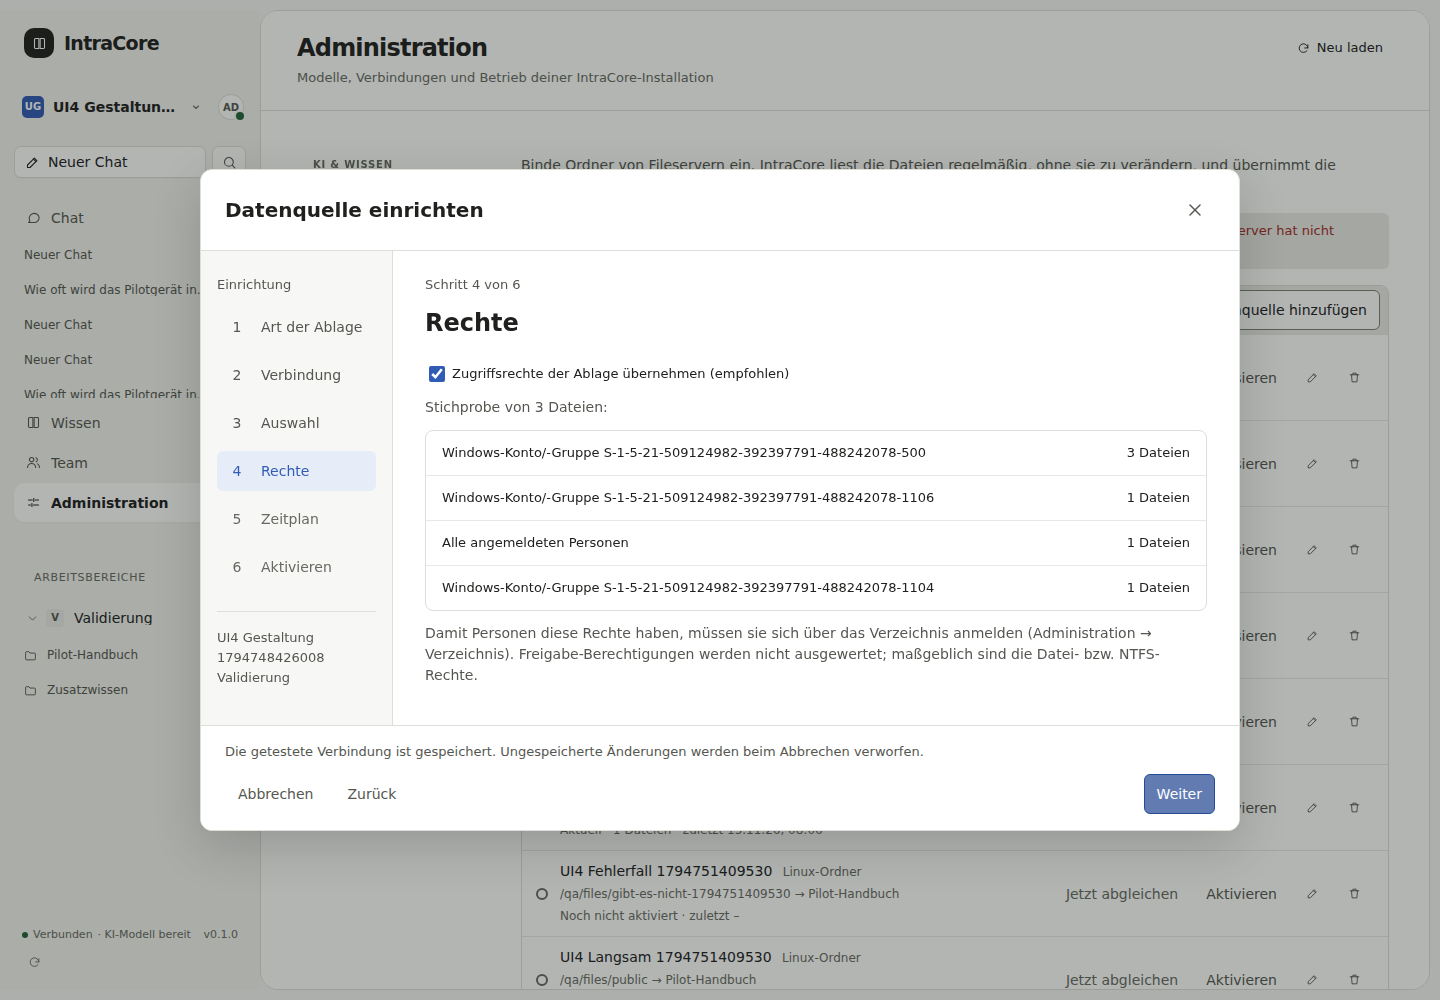 IntraCore
UG UI4 Gestaltun... AD
Neuer Chat
Chat
Neuer Chat
Wie oft wird das Pilotgerät in.
Neuer Chat
Neuer Chat
Wie oft wird das Pilotgerät in.
Wissen
Team
Administration
ARBEITSBEREICHE
V Validierung
Pilot-Handbuch
Zusatzwissen
Verbunden · KI-Modell bereit v0.1.0
Administration
Neu laden
Modelle, Verbindungen und Betrieb deiner IntraCore-Installation
KI & WISSEN
Binde Ordner von Fileservern ein. IntraCore liest die Dateien regelmäßig, ohne sie zu verändern, und übernimmt die
erver hat nicht
quelle hinzufügen
Datenquelle einrichten
Einrichtung
1 Art der Ablage
2 Verbindung
3 Auswahl
4 Rechte
5 Zeitplan
6 Aktivieren
UI4 Gestaltung
1794748426008
Validierung
Schritt 4 von 6
Rechte
Zugriffsrechte der Ablage übernehmen (empfohlen)
Stichprobe von 3 Dateien:
Windows-Konto/-Gruppe S-1-5-21-509124982-392397791-488242078-500 3 Dateien
Windows-Konto/-Gruppe S-1-5-21-509124982-392397791-488242078-1106 1 Dateien
Alle angemeldeten Personen 1 Dateien
Windows-Konto/-Gruppe S-1-5-21-509124982-392397791-488242078-1104 1 Dateien
Damit Personen diese Rechte haben, müssen sie sich über das Verzeichnis anmelden (Administration →
Verzeichnis). Freigabe-Berechtigungen werden nicht ausgewertet; maßgeblich sind die Datei- bzw. NTFS-
Rechte.
Die getestete Verbindung ist gespeichert. Ungespeicherte Änderungen werden beim Abbrechen verworfen.
Abbrechen
Zurück
Weiter
UI4 Fehlerfall 1794751409530 Linux-Ordner
/qa/files/gibt-es-nicht-1794751409530 → Pilot-Handbuch
Noch nicht aktiviert · zuletzt –
Jetzt abgleichen Aktivieren
UI4 Langsam 1794751409530 Linux-Ordner
/qa/files/public → Pilot-Handbuch
Jetzt abgleichen Aktivieren